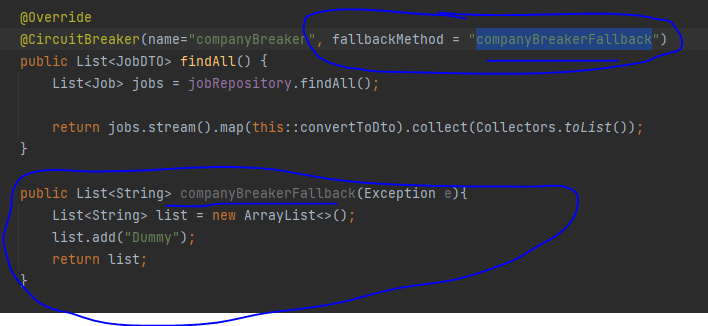 @Override
@CircuitBreaker(name="companyBreaker", fallbackMethod = "companyBreakerFallback")
public List<JobDTO> findAll() {
List<Job> jobs = jobRepository.findAll();
return jobs.stream().map(this::convertToDto).collect(Collectors.toList());
}
public List<String> companyBreakerFallback(Exception e){
List<String> list = new ArrayList<>();
list.add("Dummy");
return list;
}